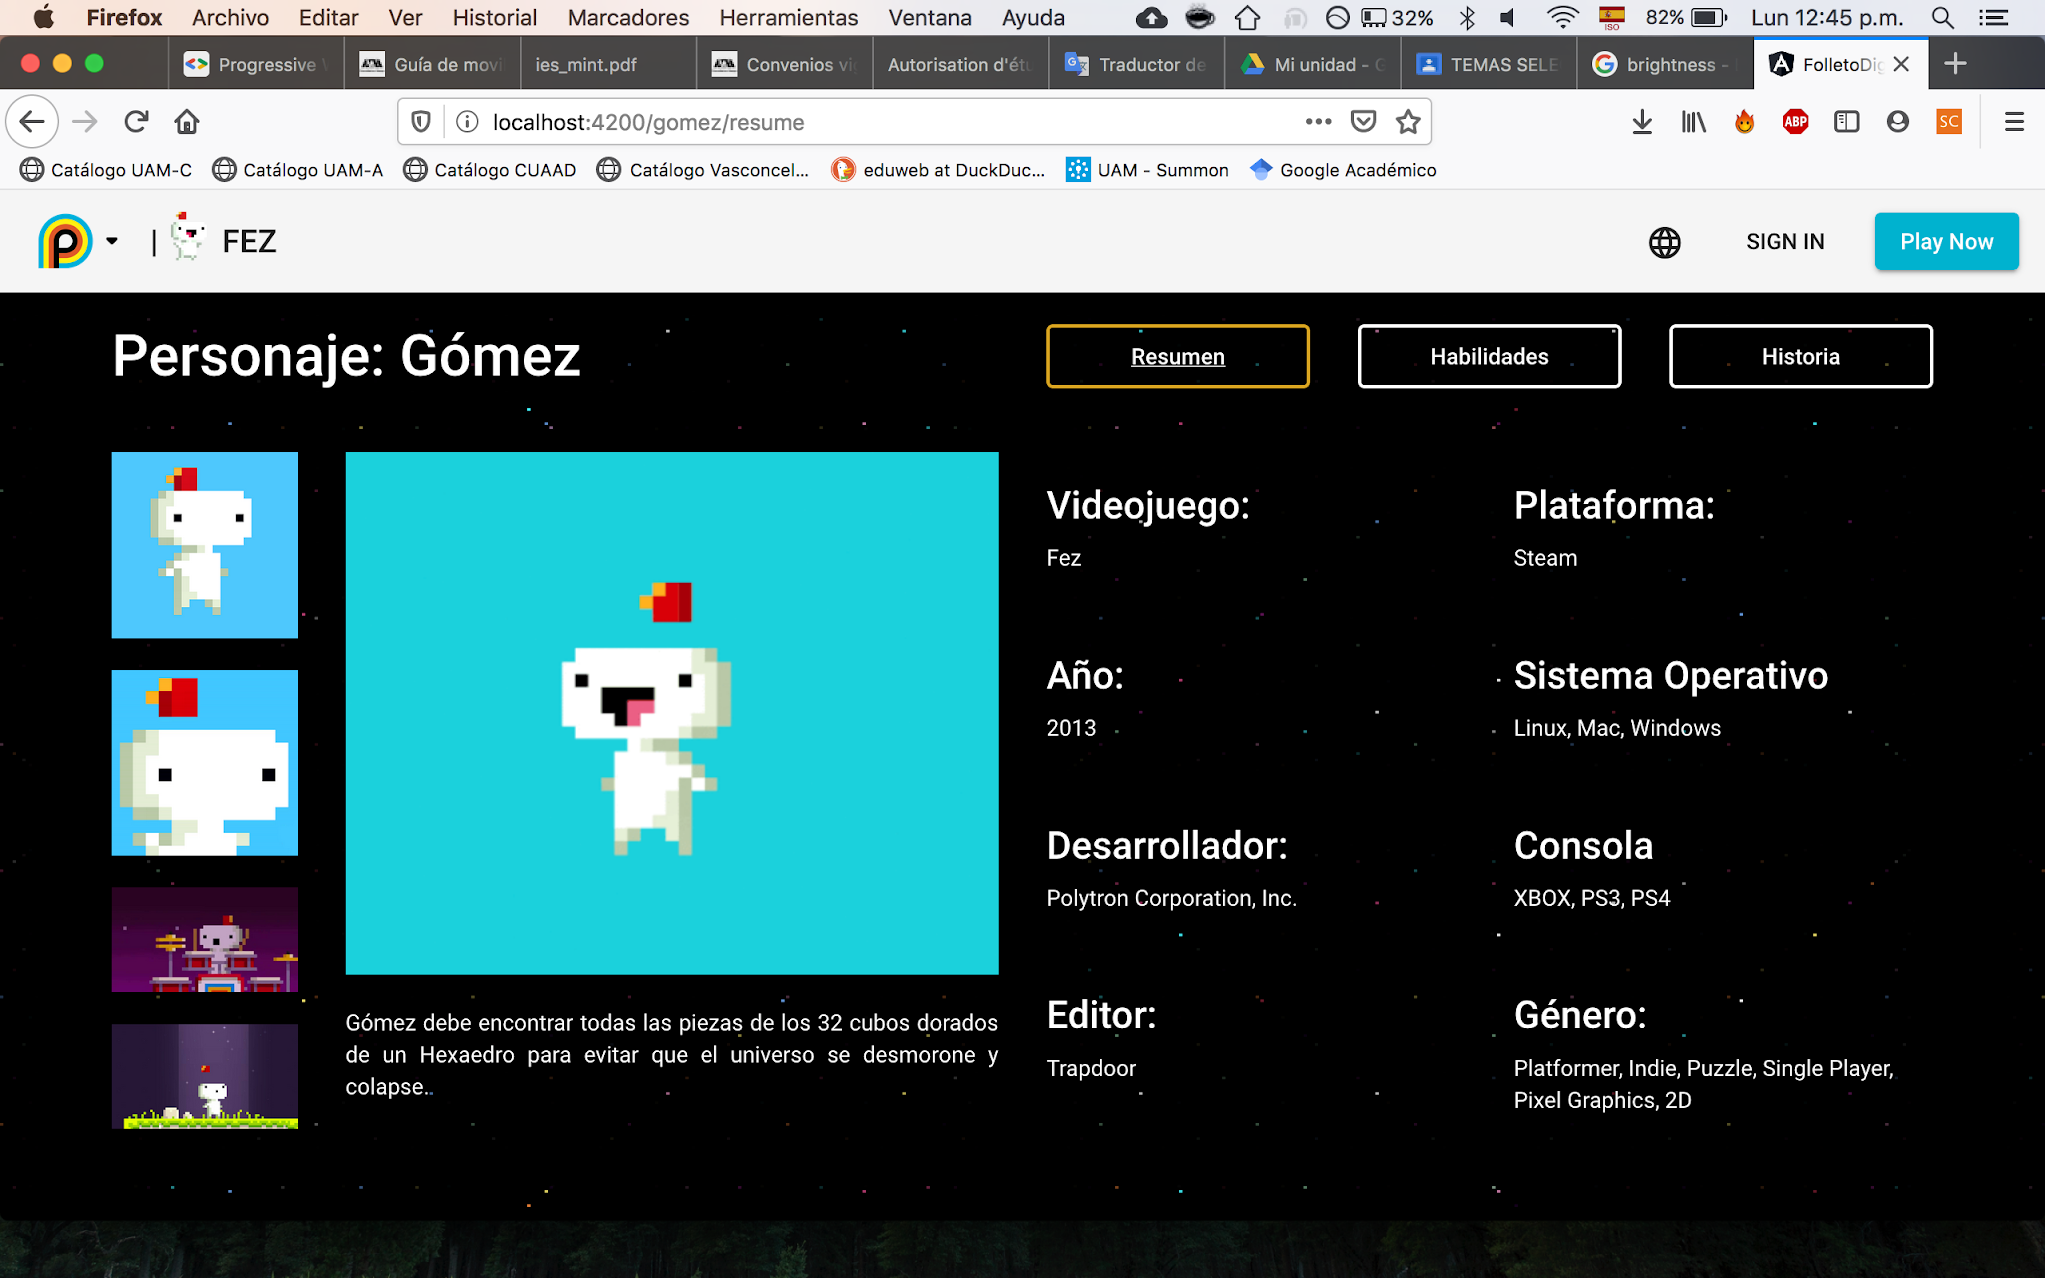 Firefox Archivo Editar Ver Historial Marcadores Herramientas Ventana Ayuda 32% ISO 82% Lun 12:45 p.m.
Progressive Guía de movi ies_mint.pdf Convenios Autorisation d'étu Traductor de Mi unidad - TEMAS SELE brightness - FolletoDig
localhost:4200/gomez/resume ABP SC
Catálogo UAM-C Catálogo UAM-A Catálogo CUAAD Catálogo Vasconcel... eduweb at DuckDuc... UAM - Summon Google Académico
| FEZ SIGN IN Play Now
Personaje: Gómez
Resumen Habilidades Historia
Videojuego:
Fez
Plataforma:
Steam
Año:
2013
Sistema Operativo
Linux, Mac, Windows
Desarrollador:
Polytron Corporation, Inc.
Consola
XBOX, PS3, PS4
Editor:
Trapdoor
Género:
Platformer, Indie, Puzzle, Single Player,
Pixel Graphics, 2D
Gómez debe encontrar todas las piezas de los 32 cubos dorados
de un Hexaedro para evitar que el universo se desmorone y
colapse.